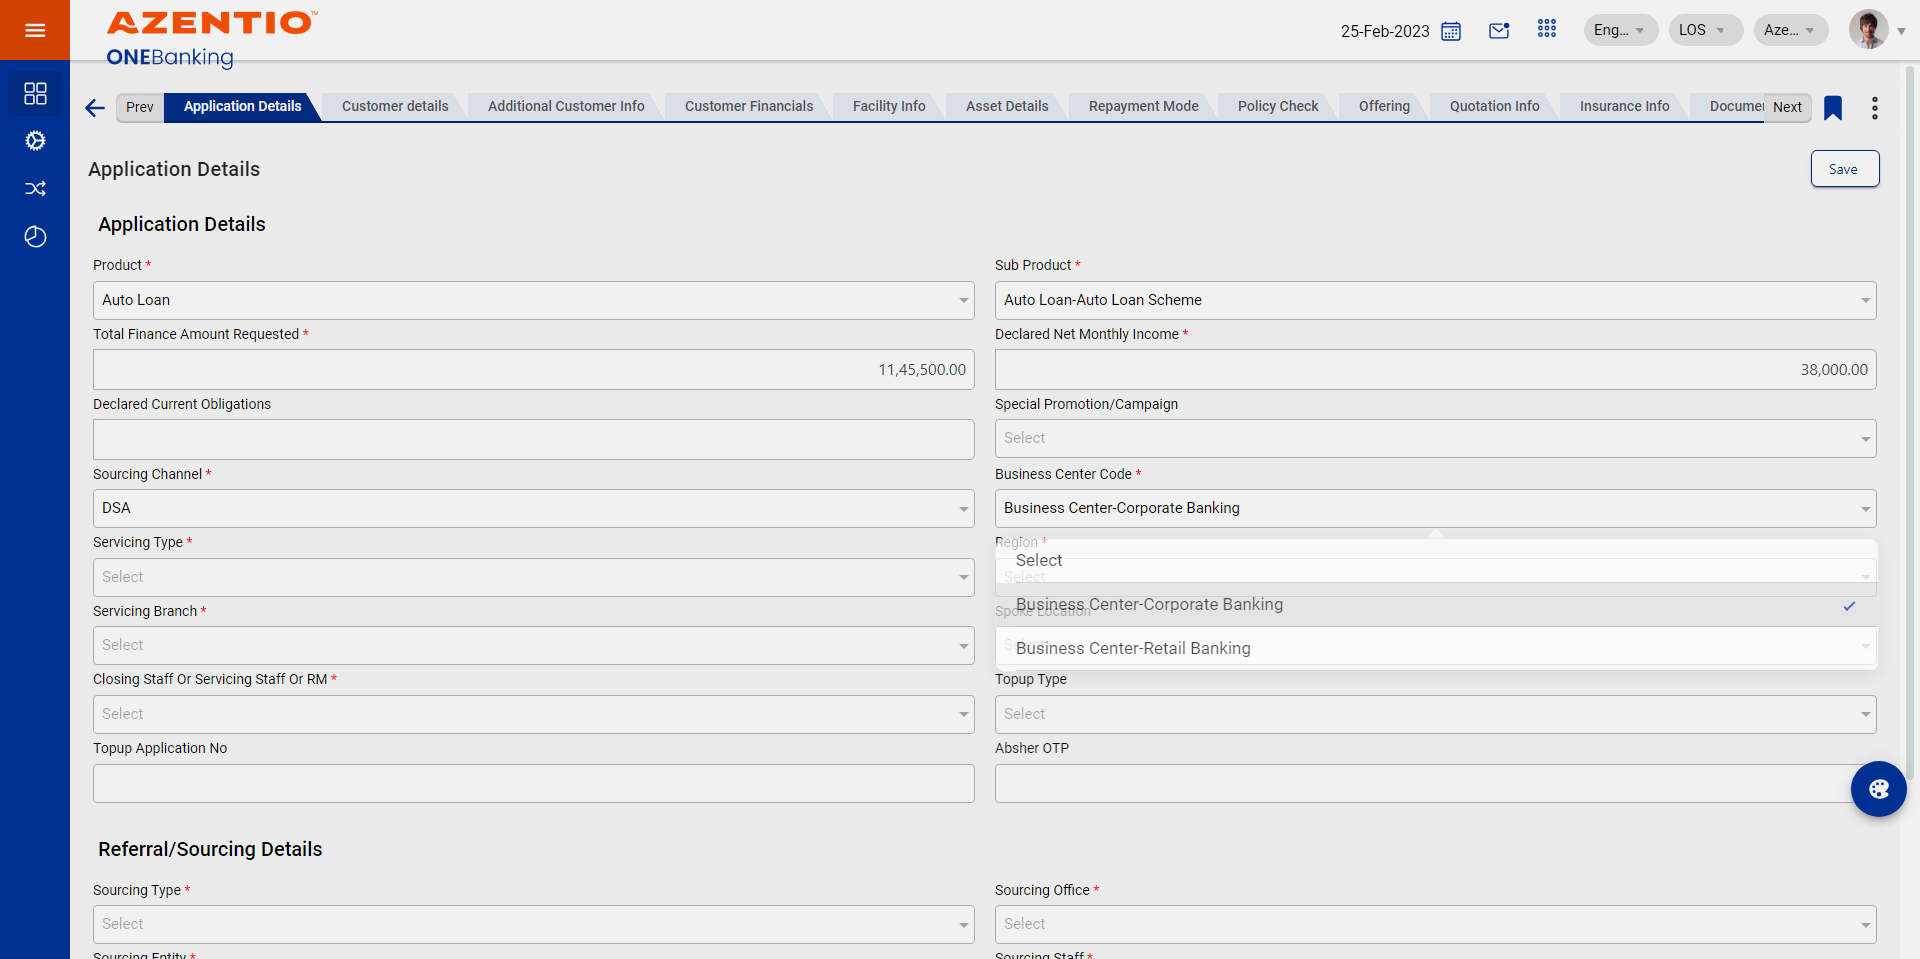 AZENTIO™
ONEBanking
25-Feb-2023
Eng...
LOS
Aze...
Prev
Application Details
Customer details
Additional Customer Info
Customer Financials
Facility Info
Asset Details
Repayment Mode
Policy Check
Offering
Quotation Info
Insurance Info
Documen
Next
Application Details
Save
Application Details
Product *
Sub Product *
Auto Loan
Auto Loan-Auto Loan Scheme
Total Finance Amount Requested *
Declared Net Monthly Income *
11,45,500.00
38,000.00
Declared Current Obligations
Special Promotion/Campaign
Select
Sourcing Channel *
Business Center Code *
DSA
Business Center-Corporate Banking
Servicing Type *
Region *
Select
Select
Select
Servicing Branch *
Spoke Location
Business Center-Corporate Banking
Select
Select
Business Center-Retail Banking
Closing Staff Or Servicing Staff Or RM *
Topup Type
Select
Select
Topup Application No
Absher OTP
Referral/Sourcing Details
Sourcing Type *
Sourcing Office *
Select
Select
Sourcing Entity *
Sourcing Staff *